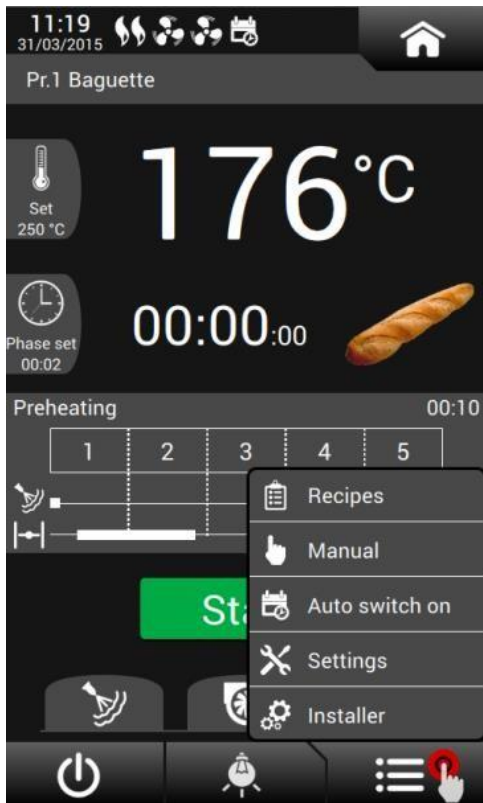 11:19
31/03/2015
Pr.1 Baguette
176°C
Set
250 °C
00:00:00
Phase set
00:02
Preheating 00:10
1 2 3 4 5
Recipes
Manual
Auto switch on
Settings
Installer